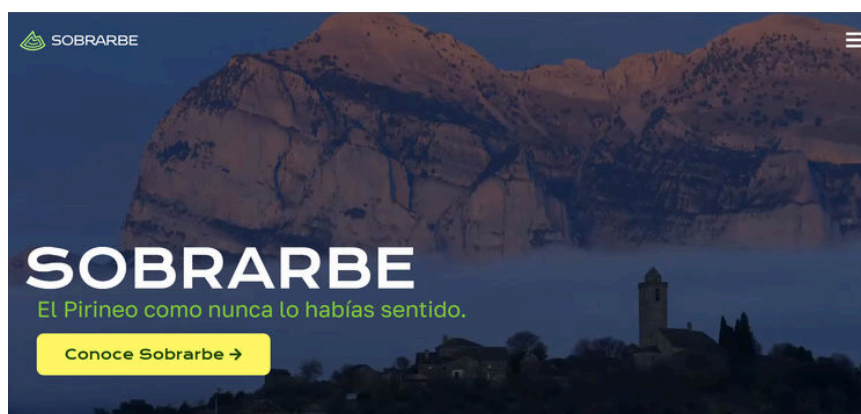 SOBRARBE
SOBRARBE
El Pirineo como nunca lo habías sentido.
Conoce Sobrarbe →